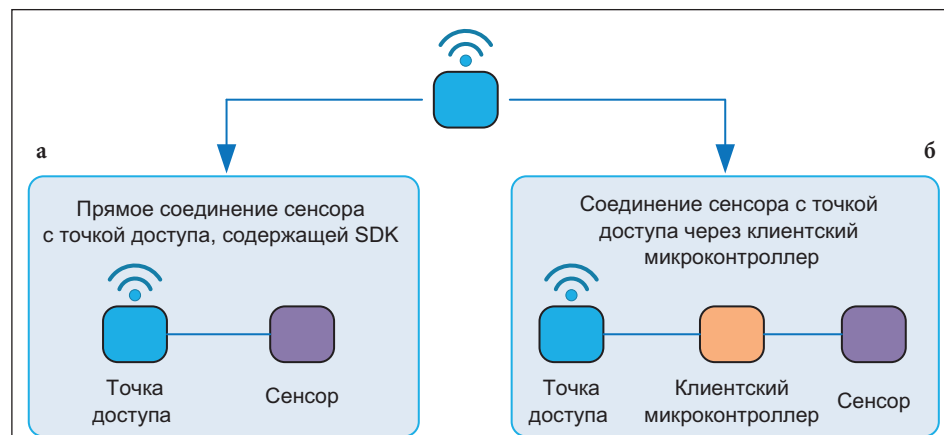 а
б
Прямое соединение сенсора
с точкой доступа, содержащей SDK
Точка
доступа
Сенсор
Соединение сенсора с точкой
доступа через клиентский
микроконтроллер
Точка
доступа
Клиентский
микроконтроллер
Сенсор